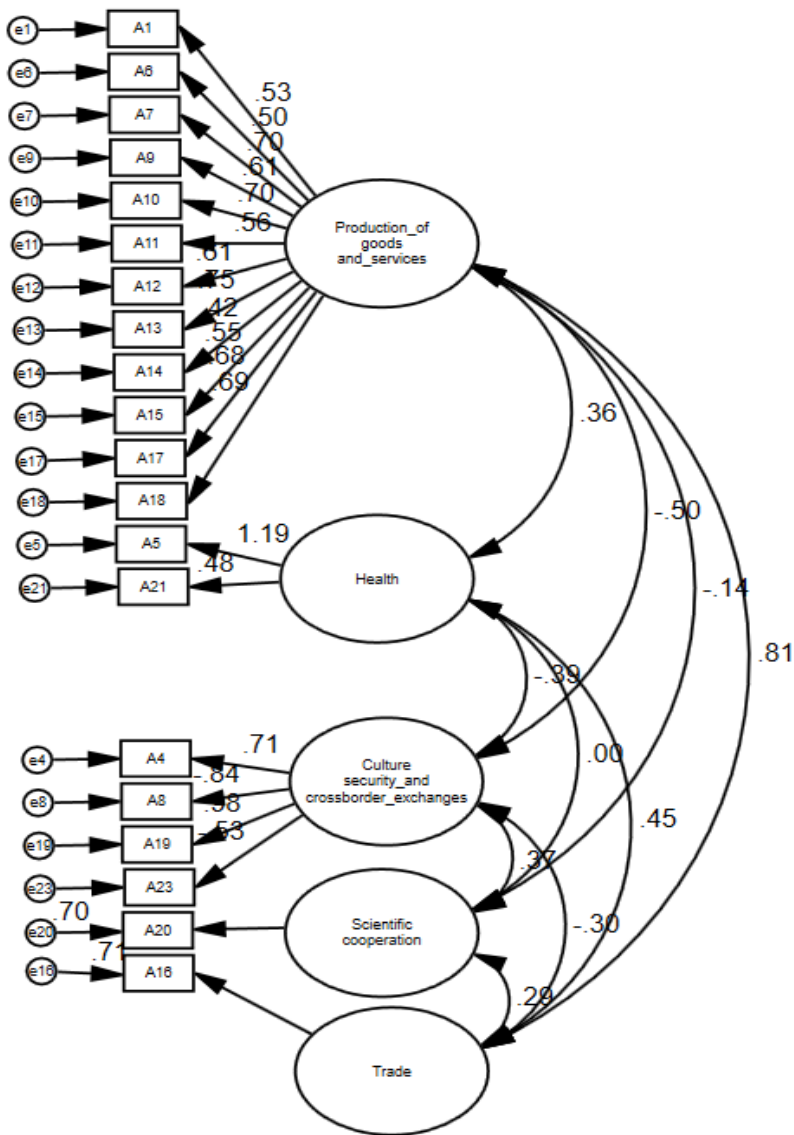 e1
A1
e6
A6
e7
A7
e9
A9
e10
A10
e11
A11
e12
A12
e13
A13
e14
A14
e15
A15
e17
A17
e18
A18
e5
A5
e21
A21
.53
.50
.70
.61
.70
.56
.61
.75
.42
.55
.68
.69
Production_of
goods
and_services
1.19
.48
Health
.36
-.50
-.14
.81
-.39
.00
.45
e4
A4
e8
A8
e19
A19
e23
A23
.71
-.84
-.53
Culture
security_and
crossborder_exchanges
.37
-.30
.70
e20
A20
.71
e16
A16
Scientific
cooperation
.29
Trade